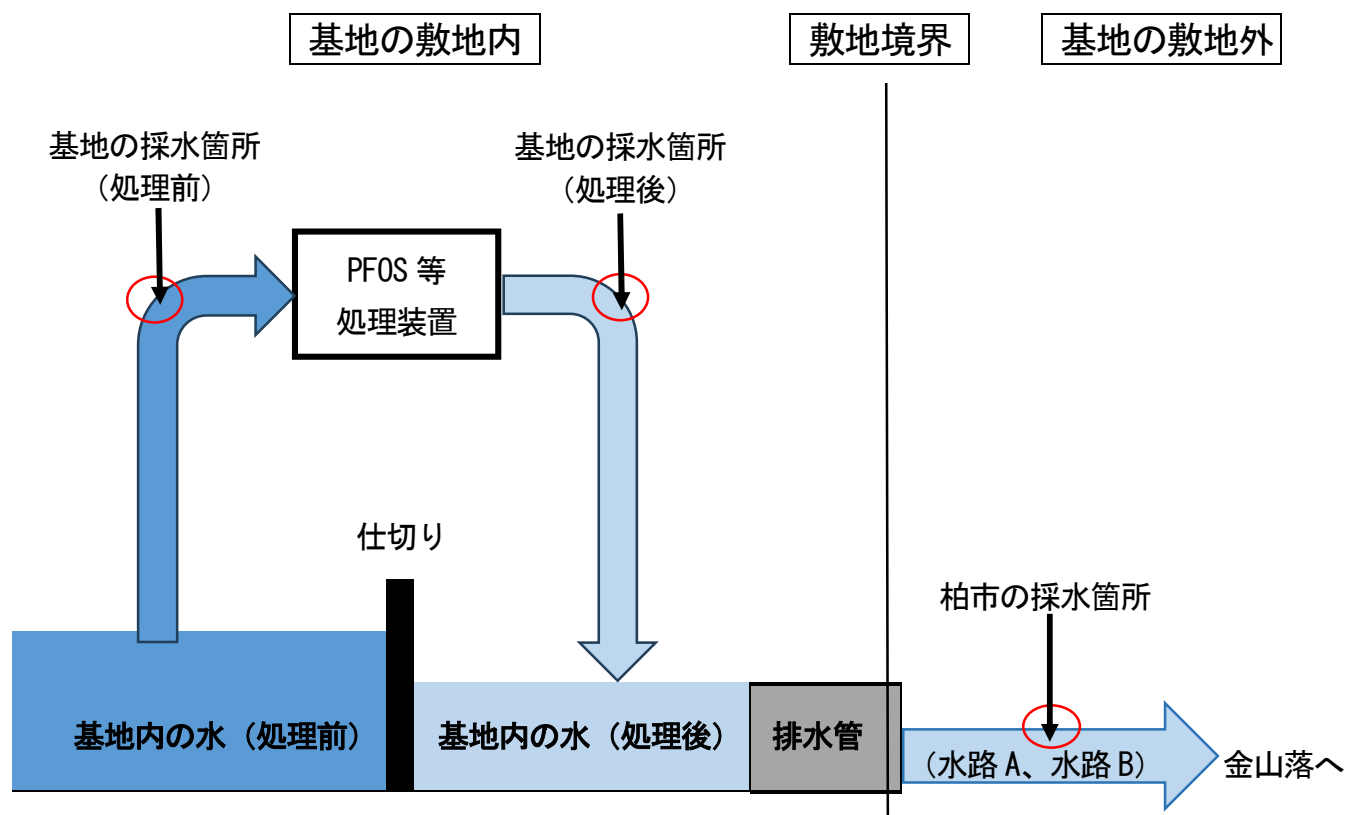 基地の敷地内
敷地境界
基地の敷地外
基地の採水箇所
（処理前）
基地の採水箇所
（処理後）
PFOS 等
処理装置
仕切り
柏市の採水箇所
基地内の水（処理前）
基地内の水（処理後）
排水管
（水路 A、水路 B）
金山落へ